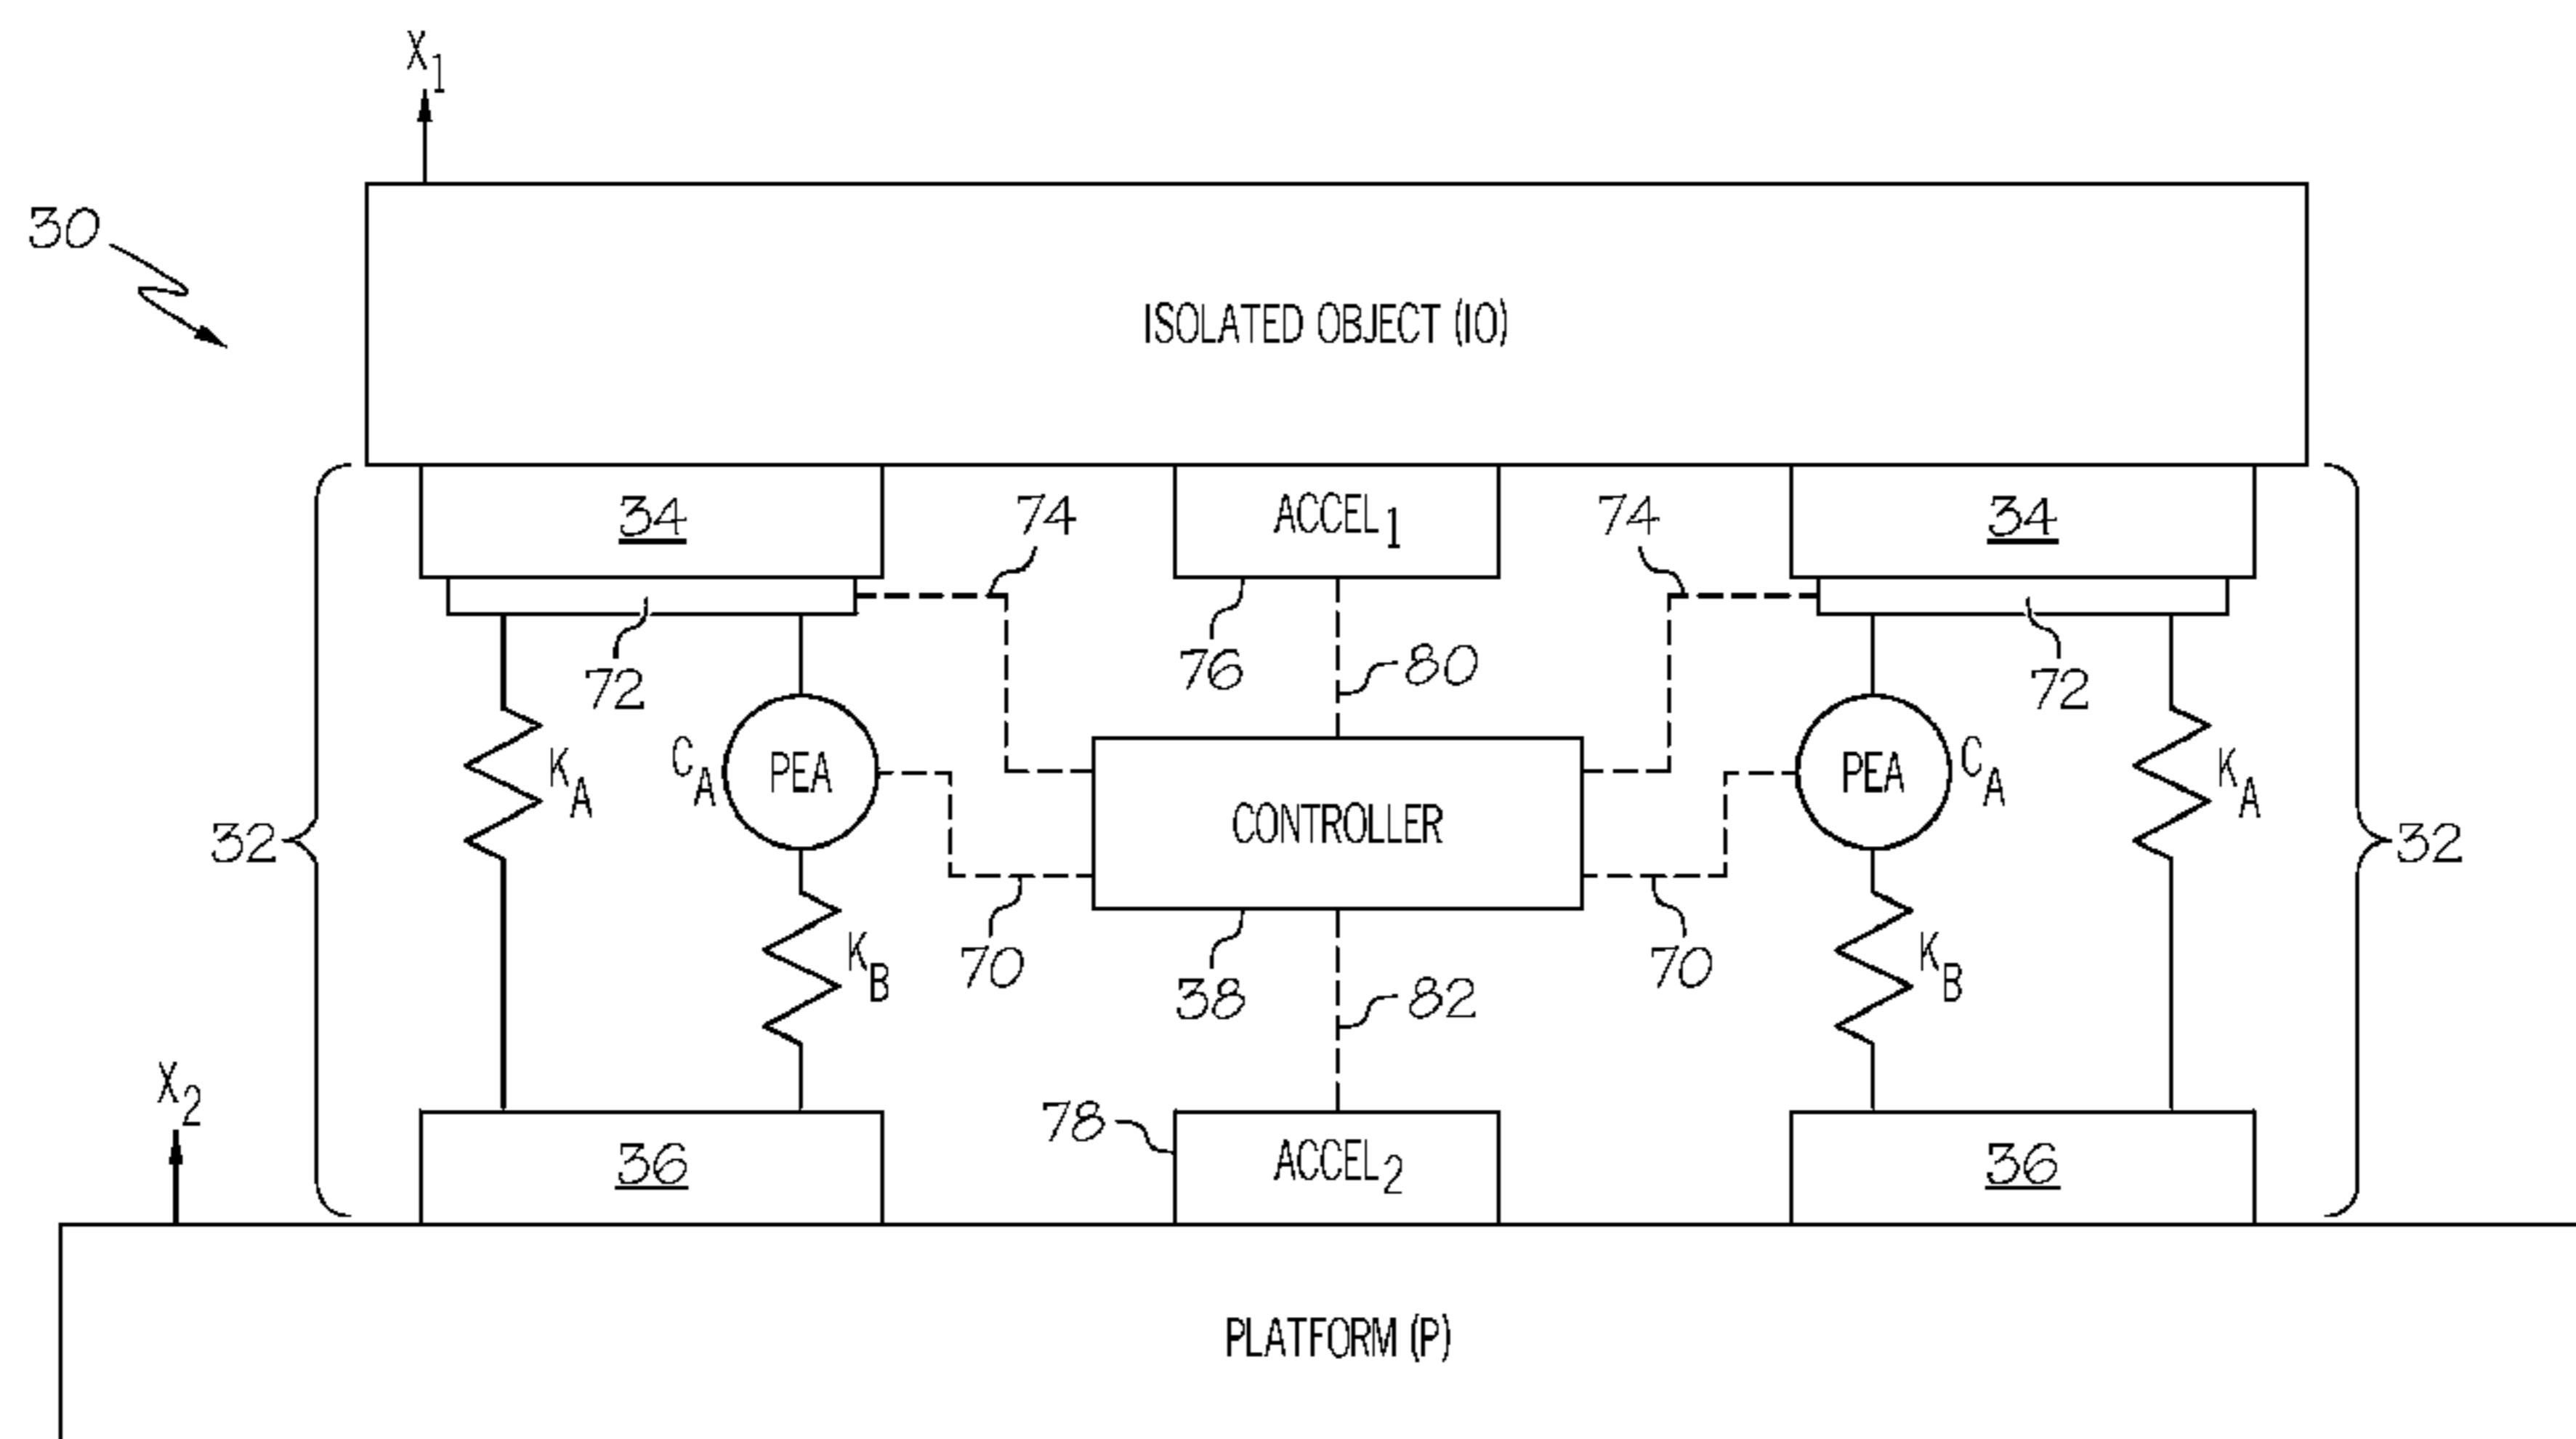 X1
30
ISOLATED OBJECT (IO)
34
74
ACCEL1
74
34
72
76
80
72
KA
CA
PEA
CONTROLLER
PEA
CA
KA
32
32
KB
70
38
82
70
KB
X2
36
78
ACCEL2
36
PLATFORM (P)